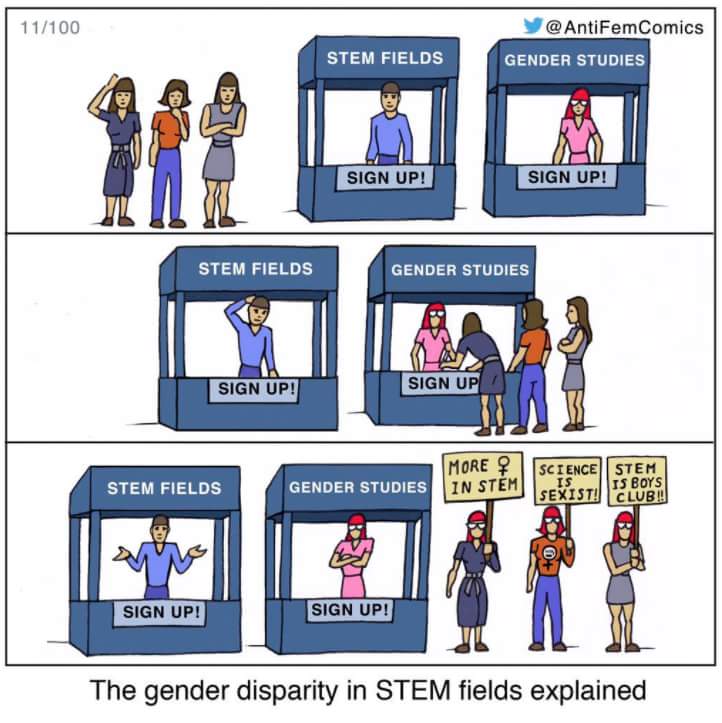 11/100
@AntiFemComics
STEM FIELDS
GENDER STUDIES
SIGN UP!
SIGN UP!
STEM FIELDS
GENDER STUDIES
SIGN UP!
SIGN UP
STEM FIELDS
GENDER STUDIES
MORE ♀
IN STEM
SCIENCE
IS
SEXIST!
STEM
IS BOYS
CLUB!!
SIGN UP!
SIGN UP!
The gender disparity in STEM fields explained